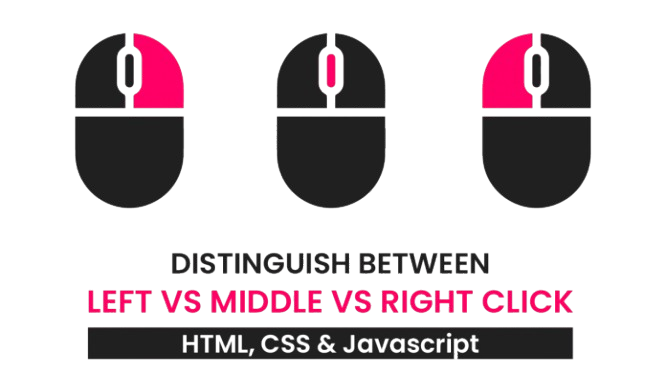 DISTINGUISH BETWEEN
LEFT VS MIDDLE VS RIGHT CLICK
HTML, CSS & Javascript